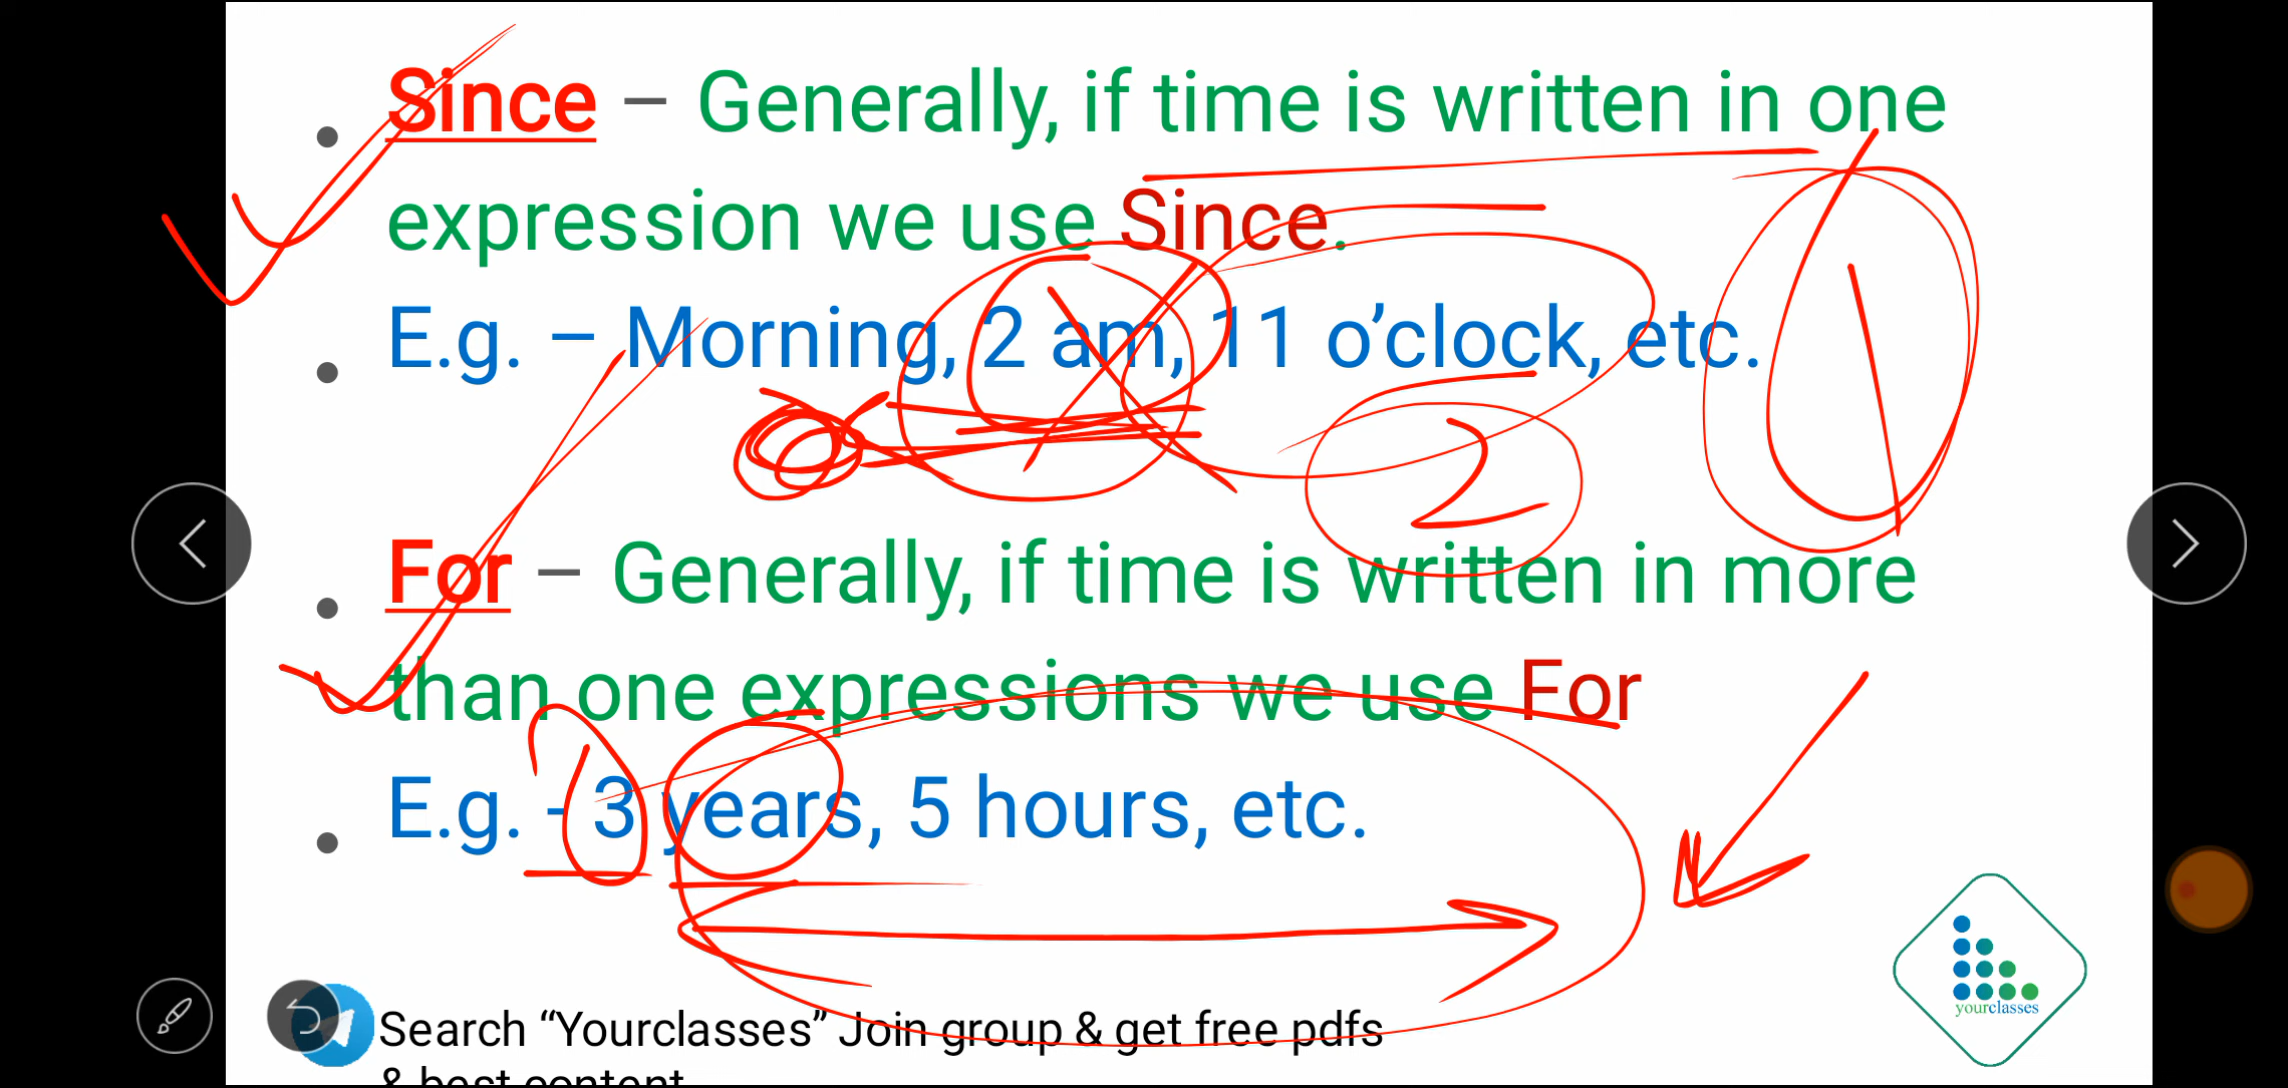 Since – Generally, if time is written in one
expression we use Since.
E.g. – Morning, 2 am, 11 o’clock, etc.
1
2
For – Generally, if time is written in more
than one expressions we use For
E.g. - 3 years, 5 hours, etc.
yourclasses
Search “Yourclasses” Join group & get free pdfs
& best content